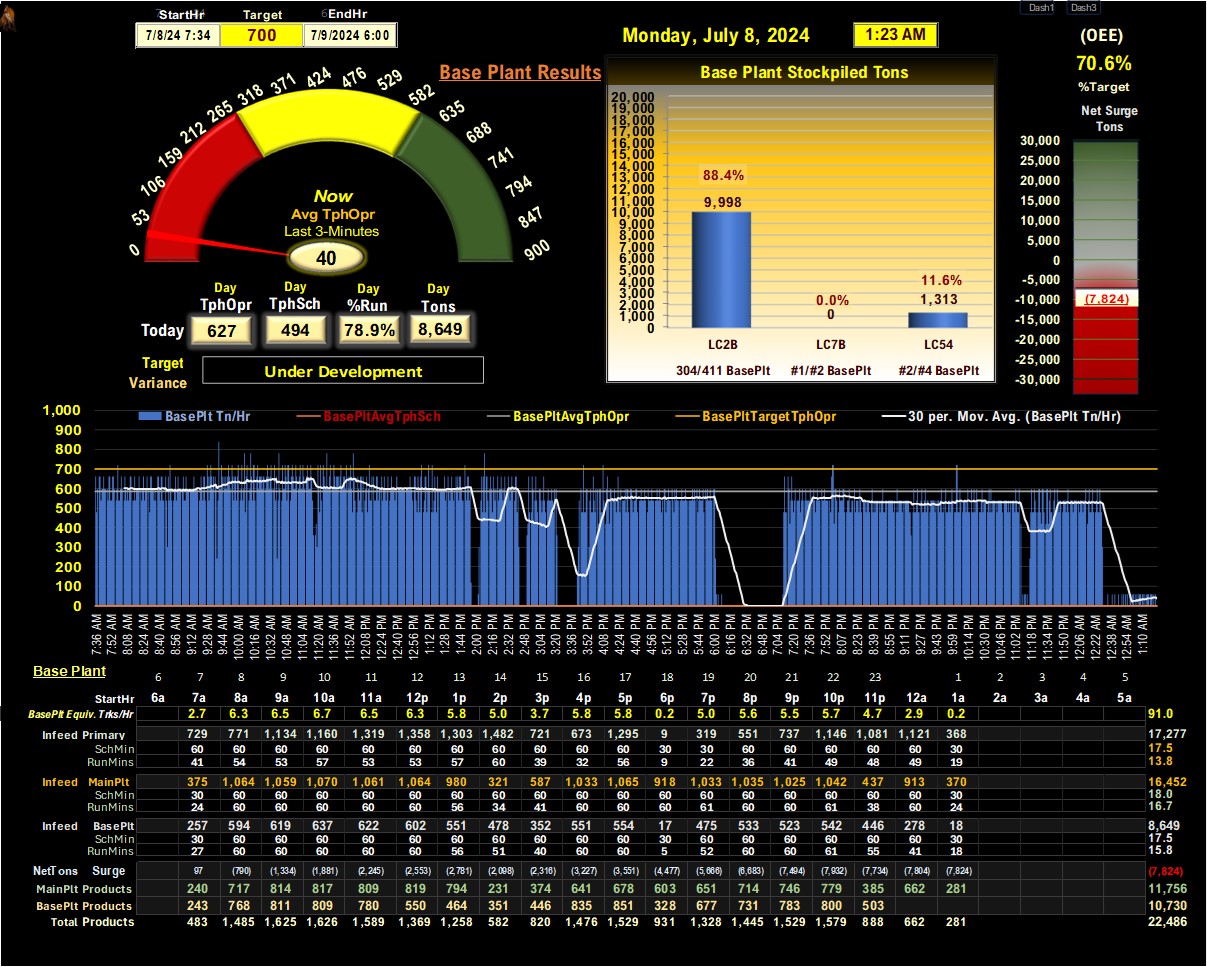 Dash1 Dash3
StartHr Target EndHr
7/8/24 7:34 700 7/9/2024 6:00
Monday, July 8, 2024 1:23 AM
(OEE)
70.6%
%Target
Net Surge
Tons
30,000
25,000
20,000
15,000
10,000
5,000
0
-5,000
-10,000
-15,000
-20,000
-25,000
-30,000
(7,824)
Base Plant Results
0
53
106
159
212
265
318
371
424
476
529
582
635
688
741
794
847
900
Now
Avg TphOpr
Last 3-Minutes
40
Day Day Day Day
TphOpr TphSch %Run Tons
Today 627 494 78.9% 8,649
Target
Variance
Under Development
Base Plant Stockpiled Tons
20,000
19,000
18,000
17,000
16,000
15,000
14,000
13,000
12,000
11,000
10,000
9,000
8,000
7,000
6,000
5,000
4,000
3,000
2,000
1,000
0
88.4%
9,998
0.0%
0
11.6%
1,313
LC2B LC7B LC54
304/411 BasePlt #1/#2 BasePlt #2/#4 BasePlt
BasePlt Tn/Hr BasePltAvgTphSch BasePltAvgTphOpr BasePltTargetTphOpr 30 per. Mov. Avg. (BasePlt Tn/Hr)
1,000
900
800
700
600
500
400
300
200
100
0
7:36 AM 7:52 AM 8:08 AM 8:24 AM 8:40 AM 8:56 AM 9:12 AM 9:28 AM 9:44 AM 10:00 AM 10:16 AM 10:32 AM 10:48 AM 11:04 AM 11:20 AM 11:36 AM 11:52 AM 12:08 PM 12:24 PM 12:40 PM 12:56 PM 1:12 PM 1:28 PM 1:44 PM 2:00 PM 2:16 PM 2:32 PM 2:48 PM 3:04 PM 3:20 PM 3:36 PM 3:52 PM 4:08 PM 4:24 PM 4:40 PM 4:56 PM 5:12 PM 5:28 PM 5:44 PM 6:00 PM 6:16 PM 6:32 PM 6:48 PM 7:04 PM 7:20 PM 7:36 PM 7:52 PM 8:07 PM 8:23 PM 8:39 PM 8:55 PM 9:11 PM 9:27 PM 9:43 PM 9:59 PM 10:14 PM 10:30 PM 10:46 PM 11:02 PM 11:18 PM 11:34 PM 11:50 PM 12:06 AM 12:22 AM 12:38 AM 12:54 AM 1:10 AM
Base Plant
6 7 8 9 10 11 12 13 14 15 16 17 18 19 20 21 22 23 1 2 3 4 5
StartHr 6a 7a 8a 9a 10a 11a 12p 1p 2p 3p 4p 5p 6p 7p 8p 9p 10p 11p 12a 1a 2a 3a 4a 5a
BasePlt Equiv. Trks/Hr 2.7 6.3 6.5 6.7 6.5 6.3 5.8 5.0 3.7 5.8 5.8 0.2 5.0 5.6 5.5 5.7 4.7 2.9 0.2 91.0
Infeed Primary 729 771 1,134 1,160 1,319 1,358 1,303 1,482 721 673 1,295 9 319 551 737 1,146 1,081 1,121 368 17,277
SchMin 60 60 60 60 60 60 60 60 60 60 60 30 30 60 60 60 60 60 30 17.5
RunMins 41 54 53 57 53 53 57 60 39 32 56 9 22 36 41 49 48 49 19 13.8
Infeed MainPlt 375 1,064 1,059 1,070 1,061 1,064 980 321 587 1,033 1,065 918 1,033 1,035 1,025 1,042 437 913 370 16,452
SchMin 30 60 60 60 60 60 60 60 60 60 60 60 60 60 60 60 60 60 30 18.0
RunMins 24 60 60 60 60 60 56 34 41 60 60 60 61 60 60 61 38 60 24 16.7
Infeed BasePlt 257 594 619 637 622 602 551 478 352 551 554 17 475 533 523 542 446 278 18 8,649
SchMin 30 60 60 60 60 60 60 60 60 60 60 30 60 60 60 60 60 60 30 17.5
RunMins 27 60 60 60 60 60 56 51 40 60 60 5 52 60 60 61 55 41 18 15.8
NetTons Surge 97 (790) (1,334) (1,881) (2,245) (2,553) (2,781) (2,098) (2,316) (3,227) (3,551) (4,477) (5,666) (6,683) (7,494) (7,932) (7,734) (7,804) (7,824) (7,824)
MainPlt Products 240 717 814 817 809 819 794 231 374 641 678 603 651 714 746 779 385 662 281 11,756
BasePlt Products 243 768 811 809 780 550 464 351 446 835 851 328 677 731 783 800 503 10,730
Total Products 483 1,485 1,625 1,626 1,589 1,369 1,258 582 820 1,476 1,529 931 1,328 1,445 1,529 1,579 888 662 281 22,486